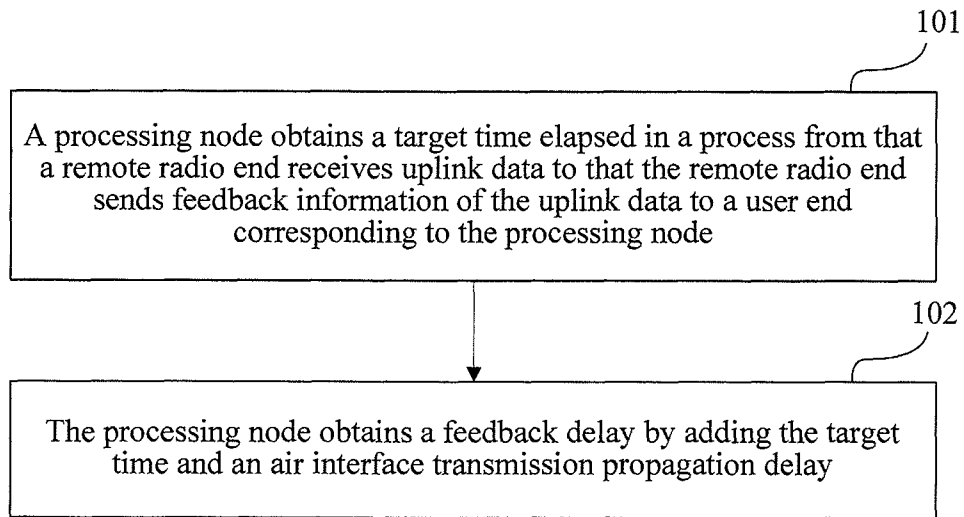 101
A processing node obtains a target time elapsed in a process from that
a remote radio end receives uplink data to that the remote radio end
sends feedback information of the uplink data to a user end
corresponding to the processing node
102
The processing node obtains a feedback delay by adding the target
time and an air interface transmission propagation delay